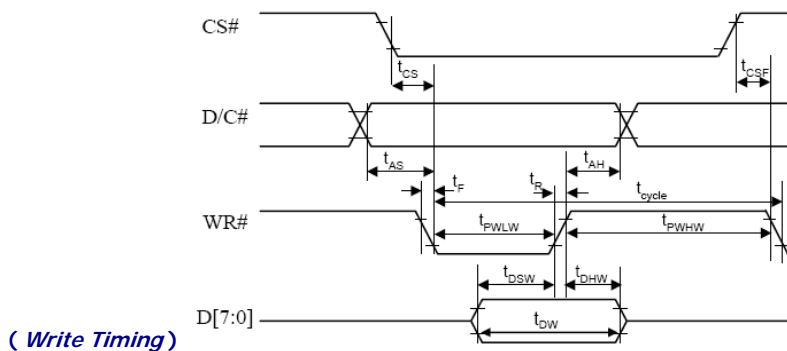 CS#
tCS
tCSF
D/C#
tAS
tF
tR
tAH
tcycle
WR#
tPWLW
tPWHW
tDSW
tDHW
D[7:0]
tDW
( Write Timing)